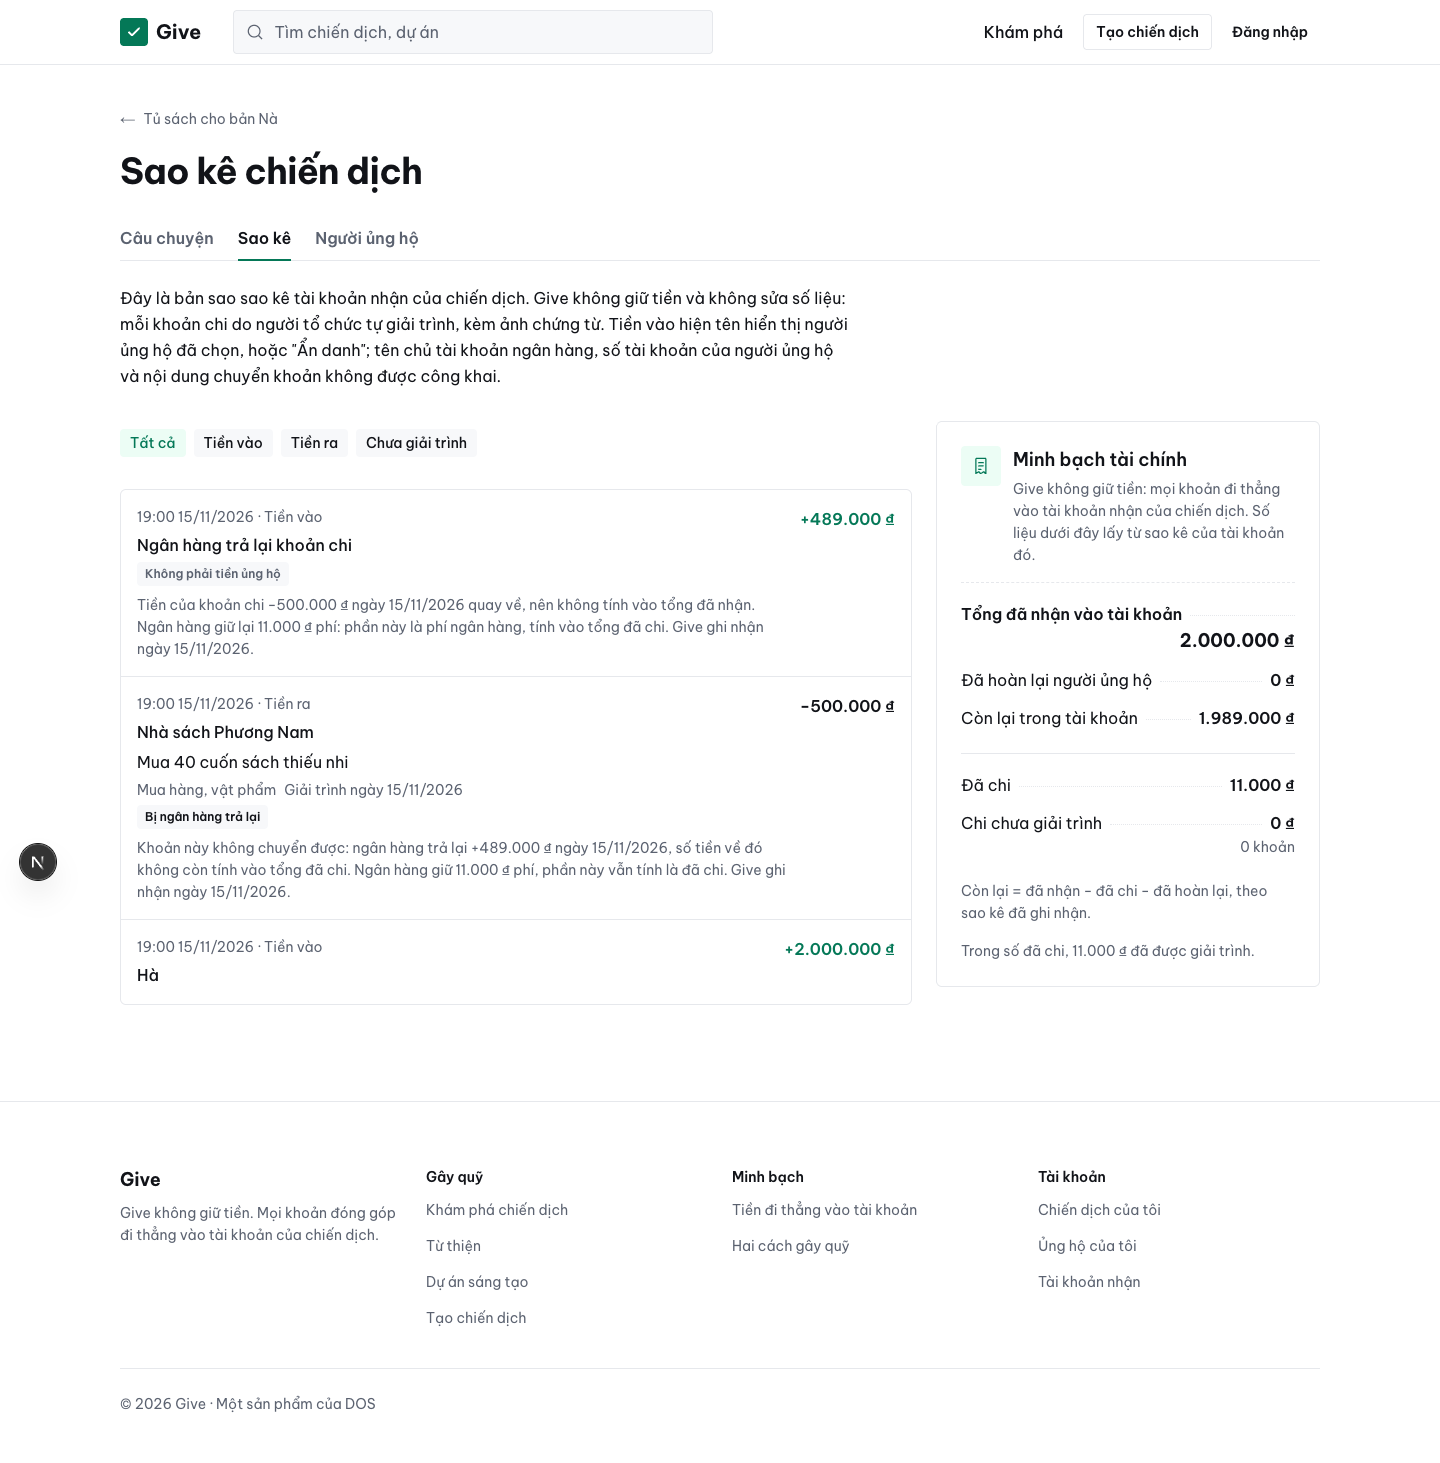 Give
Tìm chiến dịch, dự án
Khám phá
Tạo chiến dịch
Đăng nhập
← Tủ sách cho bản Nà
Sao kê chiến dịch
Câu chuyện
Sao kê
Người ủng hộ
Đây là bản sao sao kê tài khoản nhận của chiến dịch. Give không giữ tiền và không sửa số liệu:
mỗi khoản chi do người tổ chức tự giải trình, kèm ảnh chứng từ. Tiền vào hiện tên hiển thị người
ủng hộ đã chọn, hoặc "Ẩn danh"; tên chủ tài khoản ngân hàng, số tài khoản của người ủng hộ
và nội dung chuyển khoản không được công khai.
Tất cả
Tiền vào
Tiền ra
Chưa giải trình
19:00 15/11/2026 · Tiền vào
+489.000 ₫
Ngân hàng trả lại khoản chi
Không phải tiền ủng hộ
Tiền của khoản chi −500.000 ₫ ngày 15/11/2026 quay về, nên không tính vào tổng đã nhận.
Ngân hàng giữ lại 11.000 ₫ phí: phần này là phí ngân hàng, tính vào tổng đã chi. Give ghi nhận
ngày 15/11/2026.
19:00 15/11/2026 · Tiền ra
−500.000 ₫
Nhà sách Phương Nam
Mua 40 cuốn sách thiếu nhi
Mua hàng, vật phẩm Giải trình ngày 15/11/2026
Bị ngân hàng trả lại
Khoản này không chuyển được: ngân hàng trả lại +489.000 ₫ ngày 15/11/2026, số tiền về đó
không còn tính vào tổng đã chi. Ngân hàng giữ 11.000 ₫ phí, phần này vẫn tính là đã chi. Give ghi
nhận ngày 15/11/2026.
19:00 15/11/2026 · Tiền vào
+2.000.000 ₫
Hà
Minh bạch tài chính
Give không giữ tiền: mọi khoản đi thẳng
vào tài khoản nhận của chiến dịch. Số
liệu dưới đây lấy từ sao kê của tài khoản
đó.
Tổng đã nhận vào tài khoản
2.000.000 ₫
Đã hoàn lại người ủng hộ 0 ₫
Còn lại trong tài khoản 1.989.000 ₫
Đã chi 11.000 ₫
Chi chưa giải trình 0 ₫
0 khoản
Còn lại = đã nhận − đã chi − đã hoàn lại, theo
sao kê đã ghi nhận.
Trong số đã chi, 11.000 ₫ đã được giải trình.
N
Give
Give không giữ tiền. Mọi khoản đóng góp
đi thẳng vào tài khoản của chiến dịch.
Gây quỹ
Khám phá chiến dịch
Từ thiện
Dự án sáng tạo
Tạo chiến dịch
Minh bạch
Tiền đi thẳng vào tài khoản
Hai cách gây quỹ
Tài khoản
Chiến dịch của tôi
Ủng hộ của tôi
Tài khoản nhận
© 2026 Give · Một sản phẩm của DOS